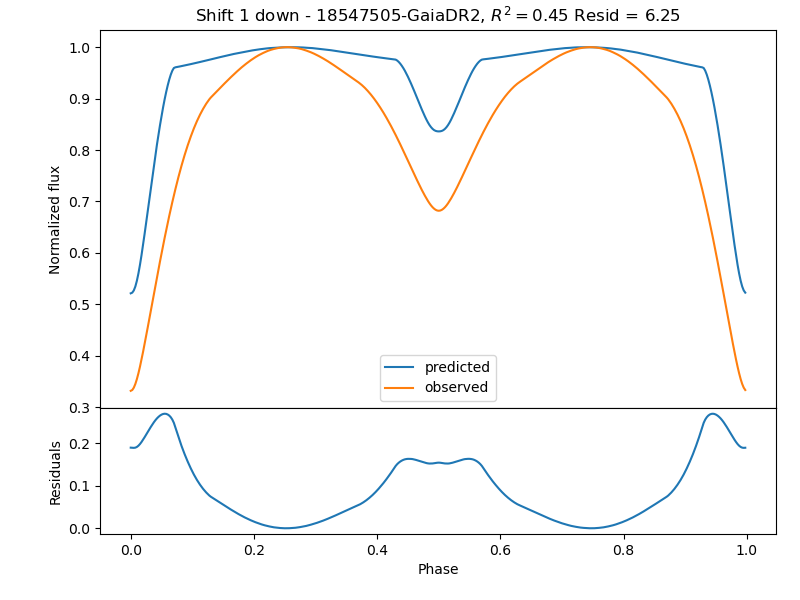 Shift 1 down - 18547505-GaiaDR2, R² = 0.45 Resid = 6.25
Normalized flux
1.0
0.9
0.8
0.7
0.6
0.5
0.4
0.3
predicted
observed
Residuals
0.2
0.1
0.0
0.0 0.2 0.4 0.6 0.8 1.0
Phase